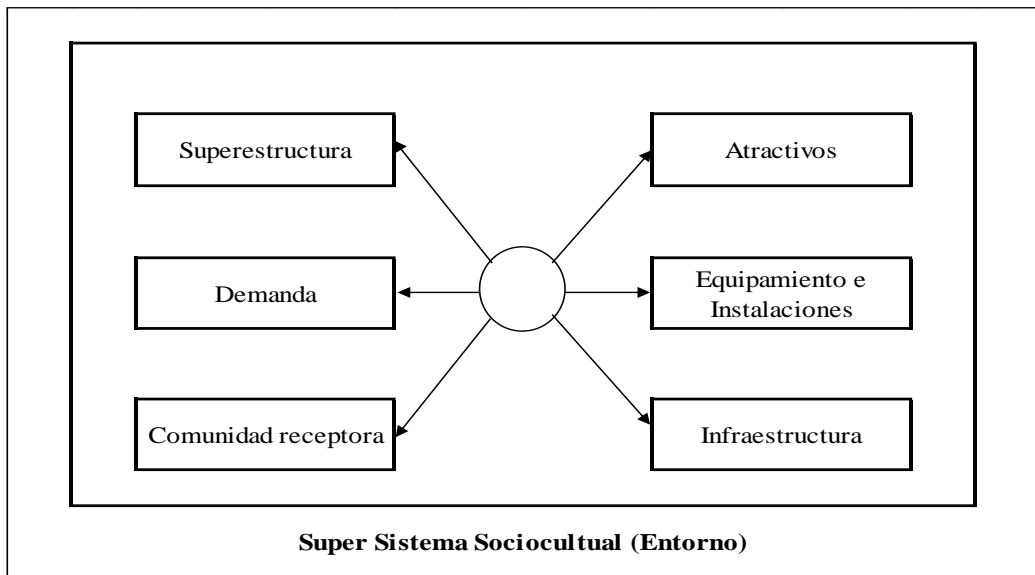 Superestructura
Atractivos
Demanda
Equipamiento e
Instalaciones
Comunidad receptora
Infraestructura
Super Sistema Sociocultual (Entorno)